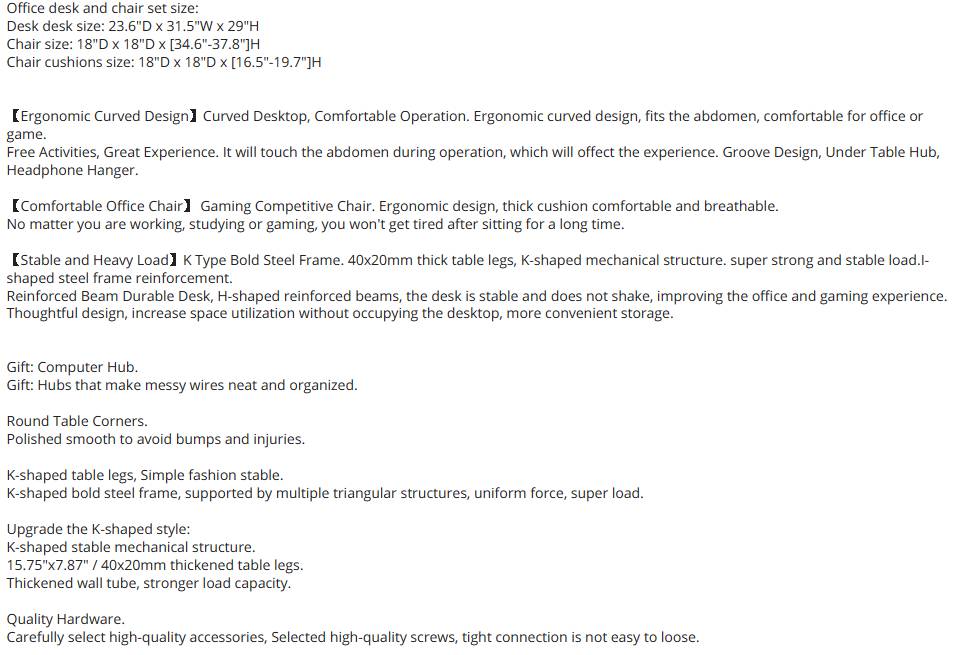 Office desk and chair set size:
Desk desk size: 23.6"D x 31.5"W x 29"H
Chair size: 18"D x 18"D x [34.6"-37.8"]H
Chair cushions size: 18"D x 18"D x [16.5"-19.7"]H
【Ergonomic Curved Design】Curved Desktop, Comfortable Operation. Ergonomic curved design, fits the abdomen, comfortable for office or
game.
Free Activities, Great Experience. It will touch the abdomen during operation, which will offect the experience. Groove Design, Under Table Hub,
Headphone Hanger.
【Comfortable Office Chair】 Gaming Competitive Chair. Ergonomic design, thick cushion comfortable and breathable.
No matter you are working, studying or gaming, you won't get tired after sitting for a long time.
【Stable and Heavy Load】K Type Bold Steel Frame. 40x20mm thick table legs, K-shaped mechanical structure. super strong and stable load.I-
shaped steel frame reinforcement.
Reinforced Beam Durable Desk, H-shaped reinforced beams, the desk is stable and does not shake, improving the office and gaming experience.
Thoughtful design, increase space utilization without occupying the desktop, more convenient storage.
Gift: Computer Hub.
Gift: Hubs that make messy wires neat and organized.
Round Table Corners.
Polished smooth to avoid bumps and injuries.
K-shaped table legs, Simple fashion stable.
K-shaped bold steel frame, supported by multiple triangular structures, uniform force, super load.
Upgrade the K-shaped style:
K-shaped stable mechanical structure.
15.75"x7.87" / 40x20mm thickened table legs.
Thickened wall tube, stronger load capacity.
Quality Hardware.
Carefully select high-quality accessories, Selected high-quality screws, tight connection is not easy to loose.